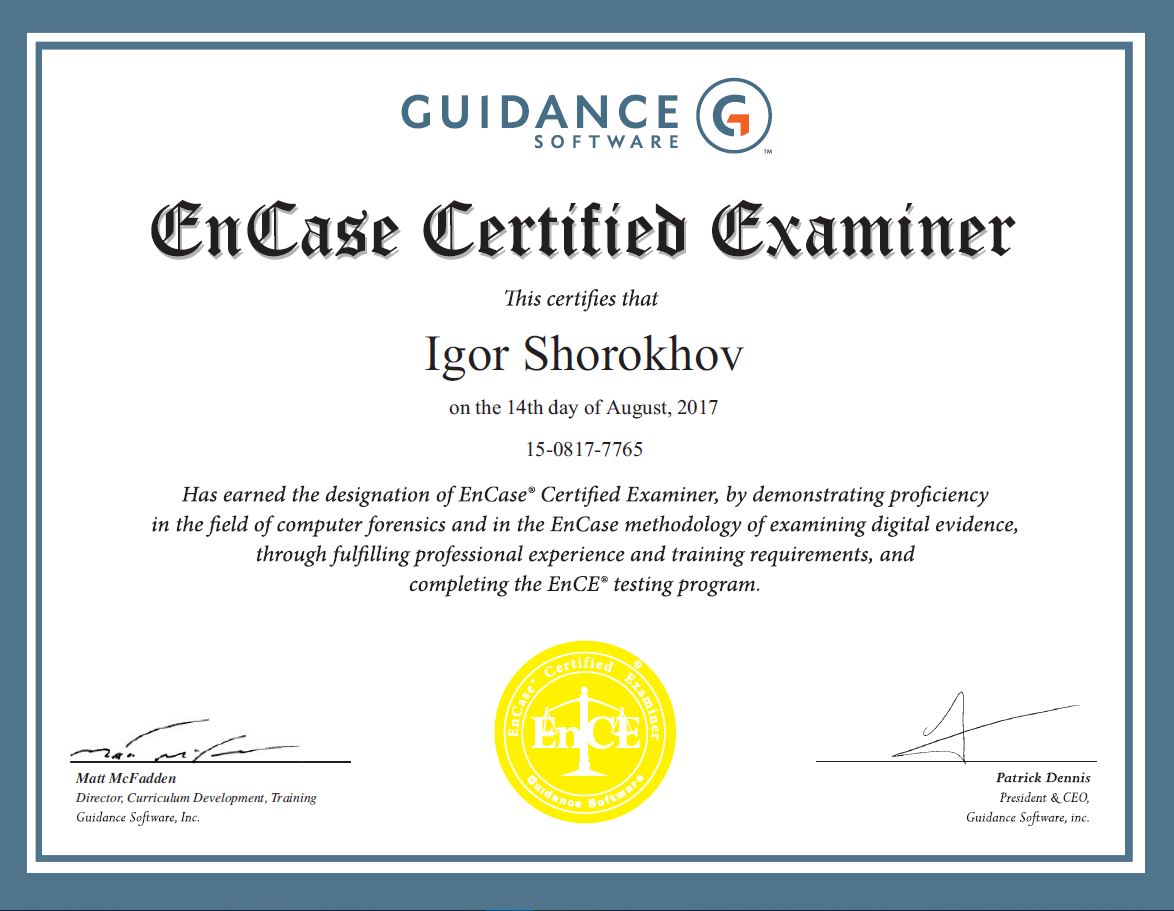 GUIDANCE
SOFTWARE
G
™
EnCase Certified Examiner
This certifies that
Igor Shorokhov
on the 14th day of August, 2017
15-0817-7765
Has earned the designation of EnCase® Certified Examiner, by demonstrating proficiency
in the field of computer forensics and in the EnCase methodology of examining digital evidence,
through fulfilling professional experience and training requirements, and
completing the EnCE® testing program.
EnCase® Certified Examiner ®
EnCE
Guidance Software
Matt McFadden
Director, Curriculum Development, Training
Guidance Software, Inc.
Patrick Dennis
President & CEO,
Guidance Software, inc.